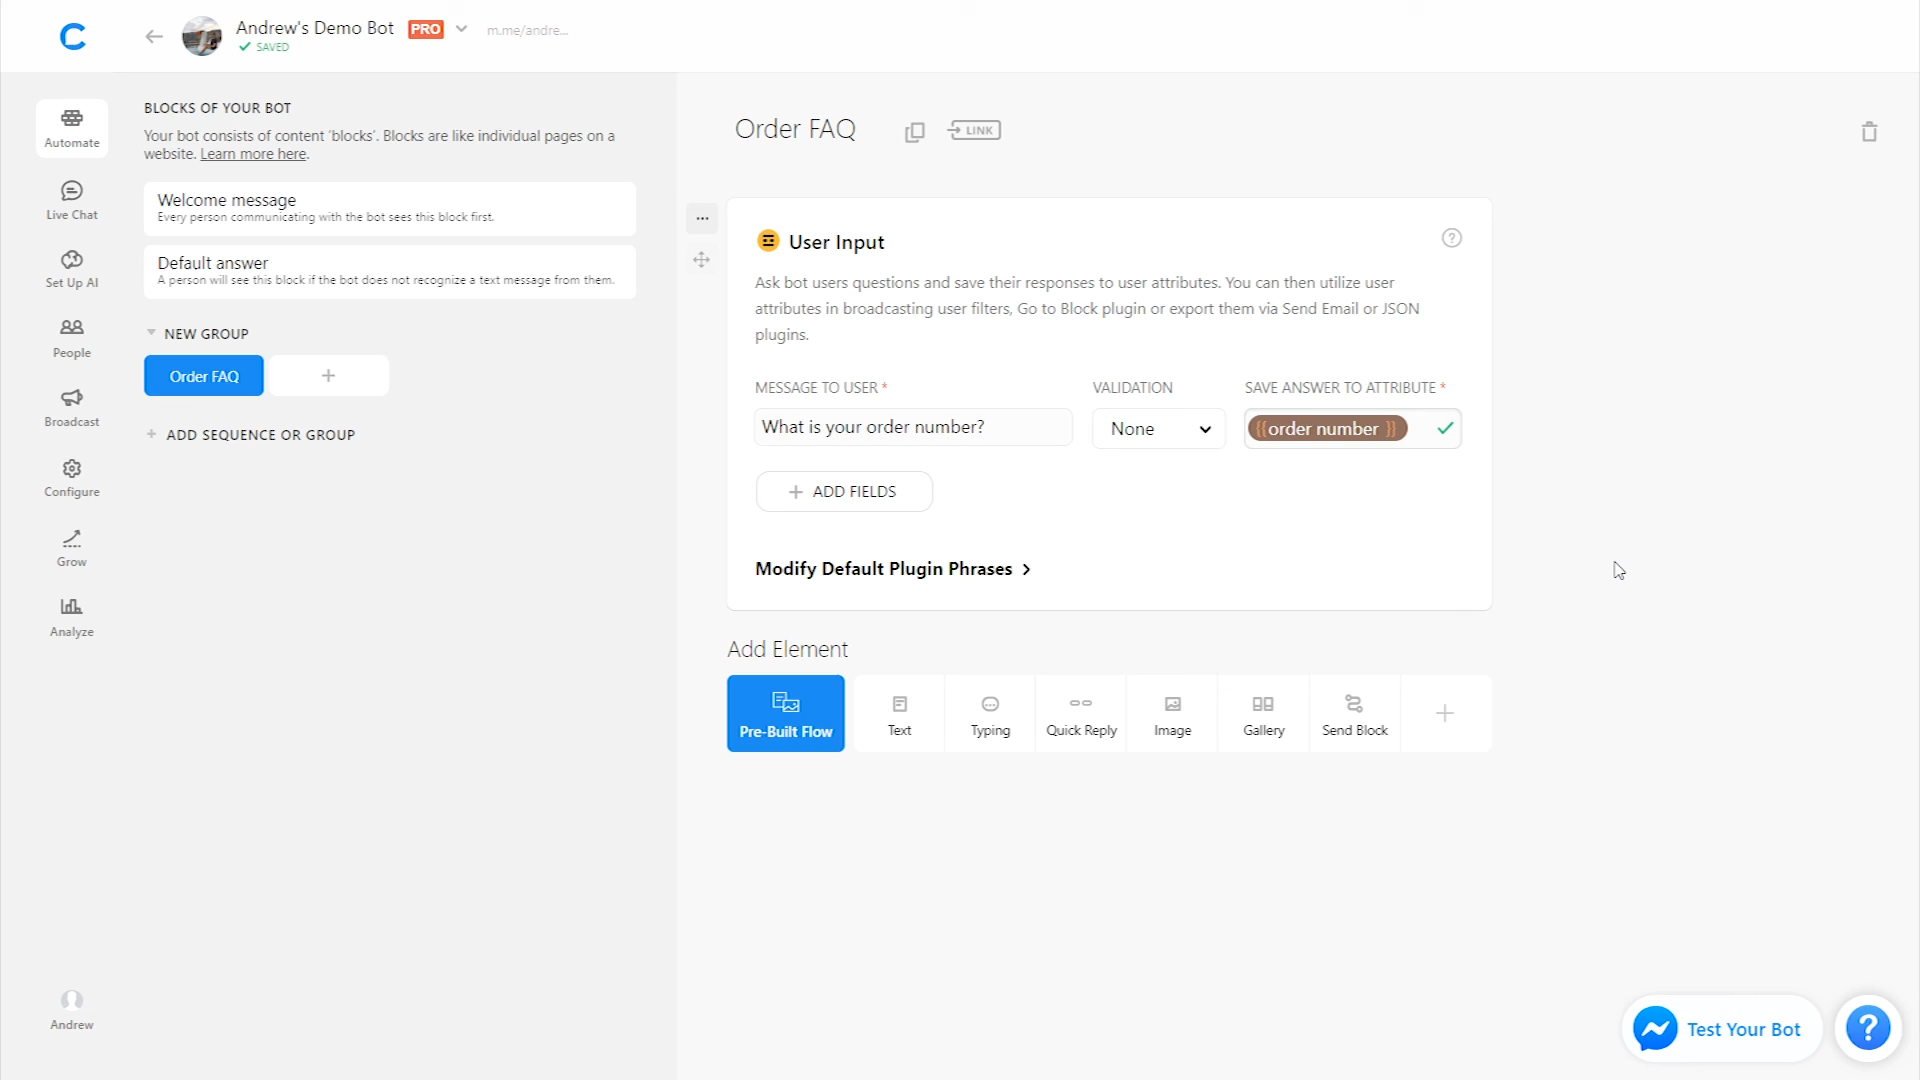 Andrew's Demo Bot PRO m.me/andre...
SAVED
Automate
Live Chat
Set Up AI
People
Broadcast
Configure
Grow
Analyze
Andrew
BLOCKS OF YOUR BOT
Your bot consists of content 'blocks'. Blocks are like individual pages on a
website. Learn more here.
Welcome message
Every person communicating with the bot sees this block first.
Default answer
A person will see this block if the bot does not recognize a text message from them.
NEW GROUP
Order FAQ +
+ ADD SEQUENCE OR GROUP
Order FAQ LINK
User Input
Ask bot users questions and save their responses to user attributes. You can then utilize user
attributes in broadcasting user filters, Go to Block plugin or export them via Send Email or JSON
plugins.
MESSAGE TO USER * VALIDATION SAVE ANSWER TO ATTRIBUTE *
What is your order number? None {{order number }}
+ ADD FIELDS
Modify Default Plugin Phrases >
Add Element
Pre-Built Flow Text Typing Quick Reply Image Gallery Send Block +
Test Your Bot ?